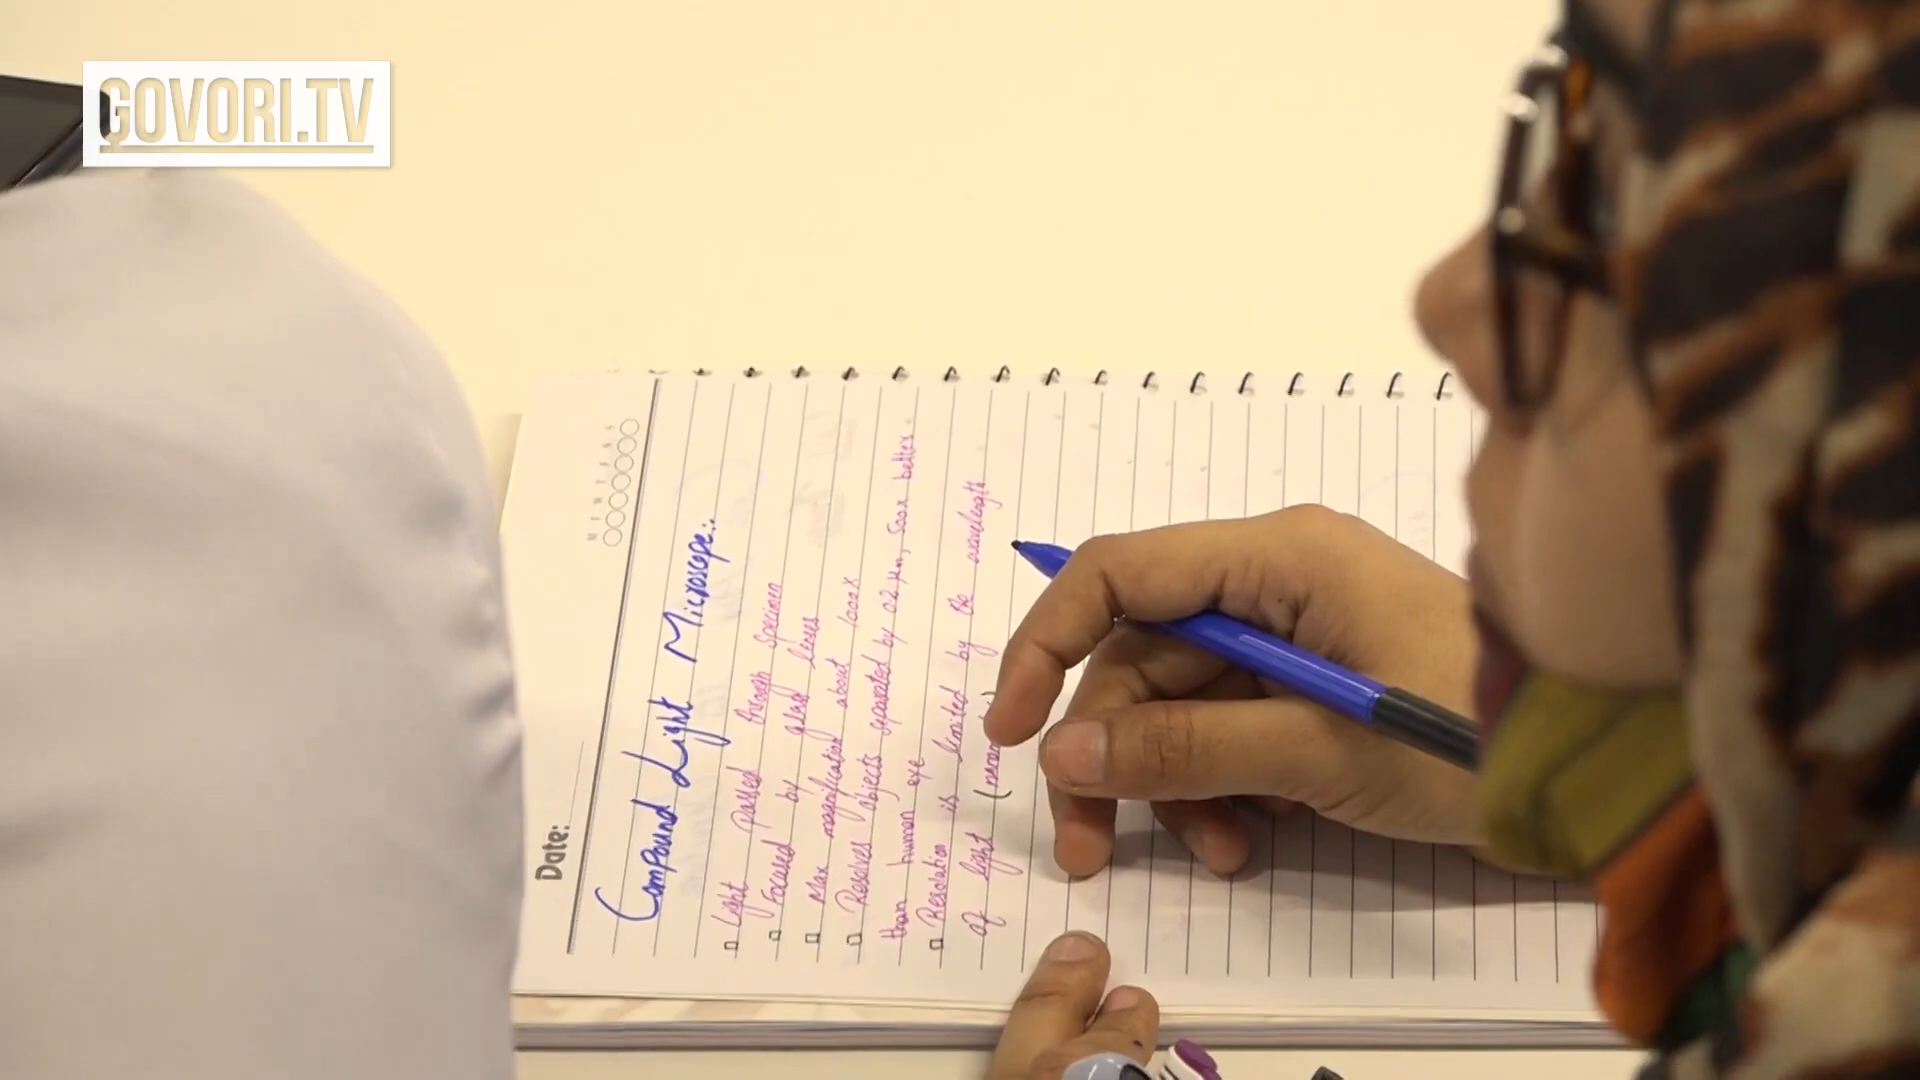 GOVORI.TV
M T W T F S S
Date:
Compound Light Microscope:.
Light passed through specimen
Focused by glass lenses
Max magnification about 1000X
Resolves objects separated by 0.2 μm, 500x better
than human eye
Resolution is limited by the wavelength
of light